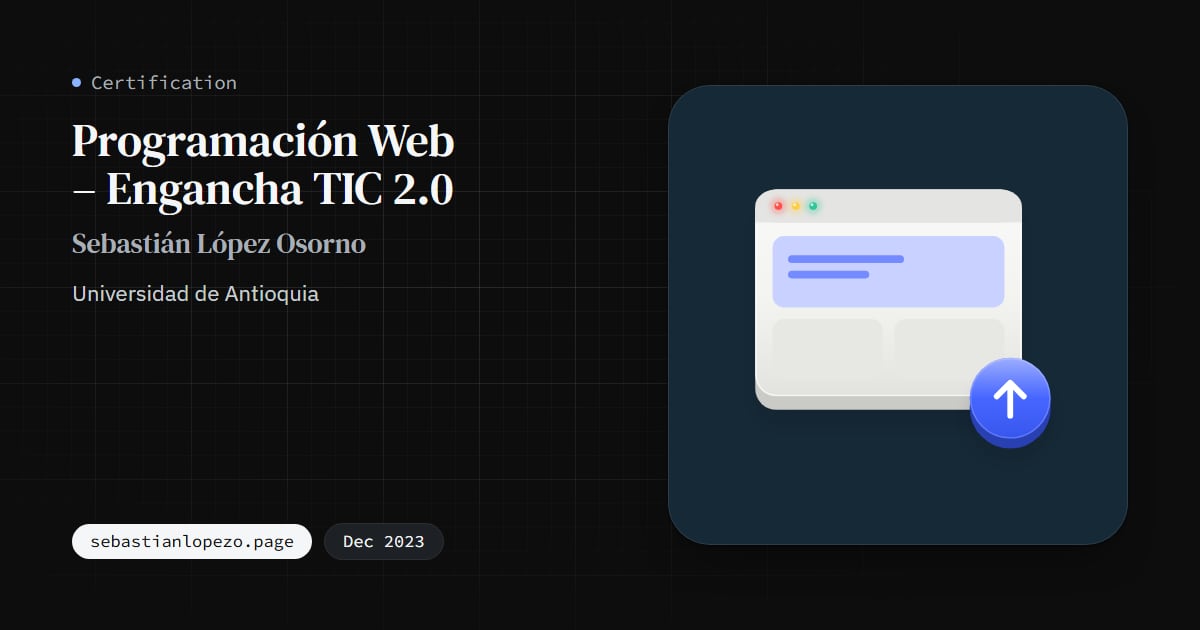 Certification
Programación Web
– Engancha TIC 2.0
Sebastián López Osorno
Universidad de Antioquia
sebastianlopezo.page
Dec 2023